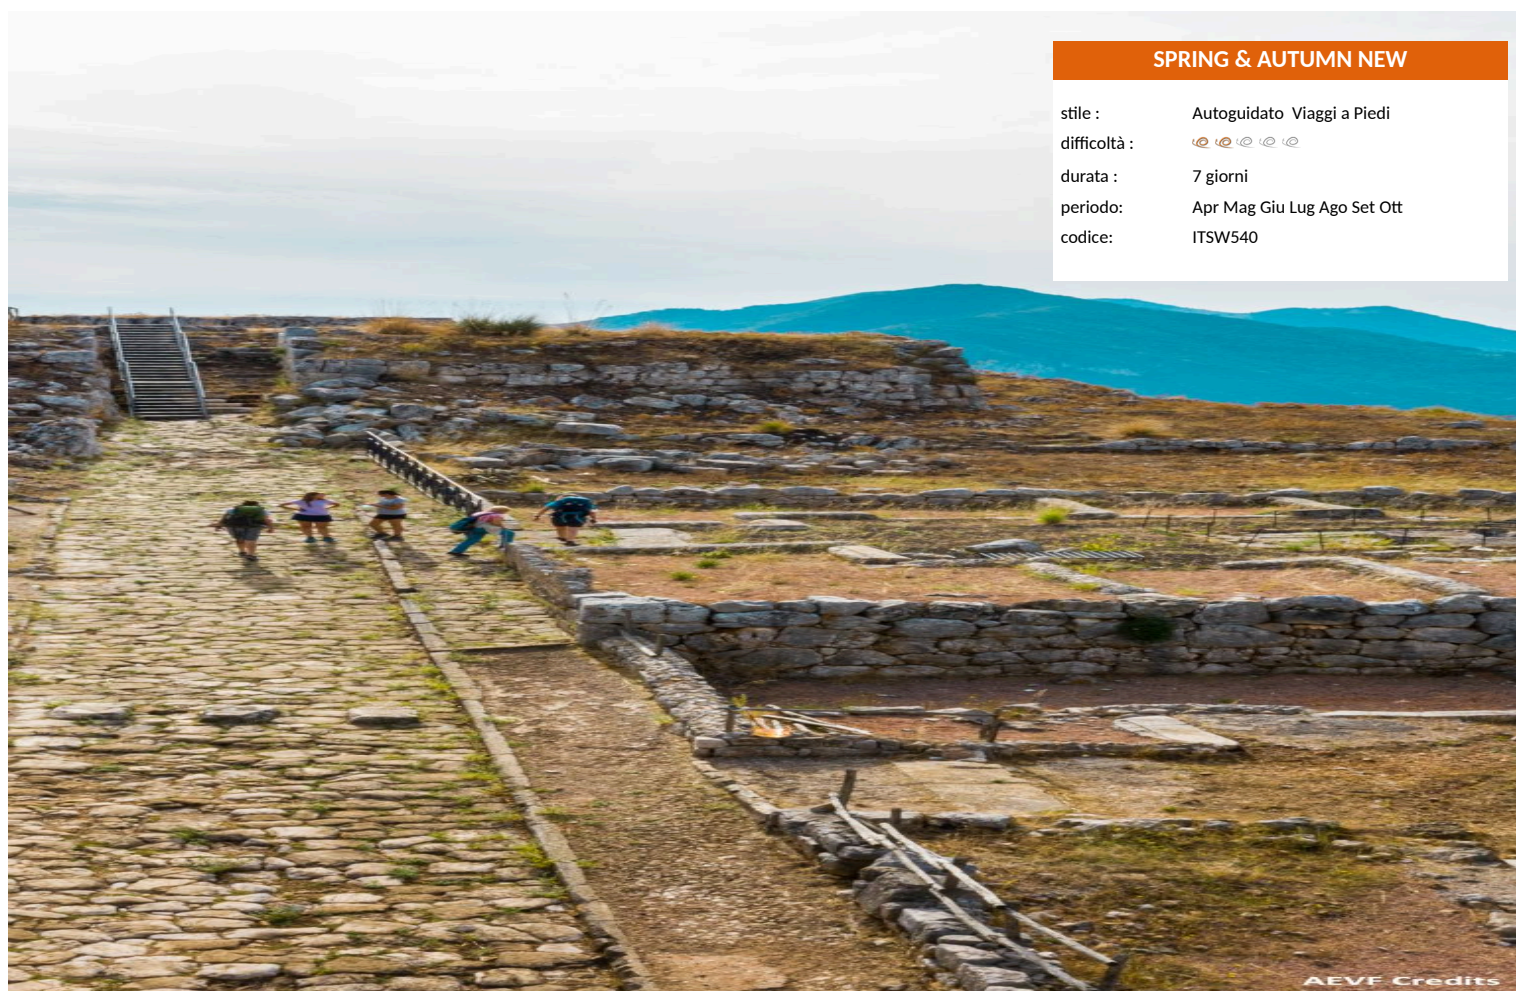 SPRING & AUTUMN NEW
stile : Autoguidato Viaggi a Piedi
difficoltà :
durata : 7 giorni
periodo: Apr Mag Giu Lug Ago Set Ott
codice: ITSW540
AEVF Credits